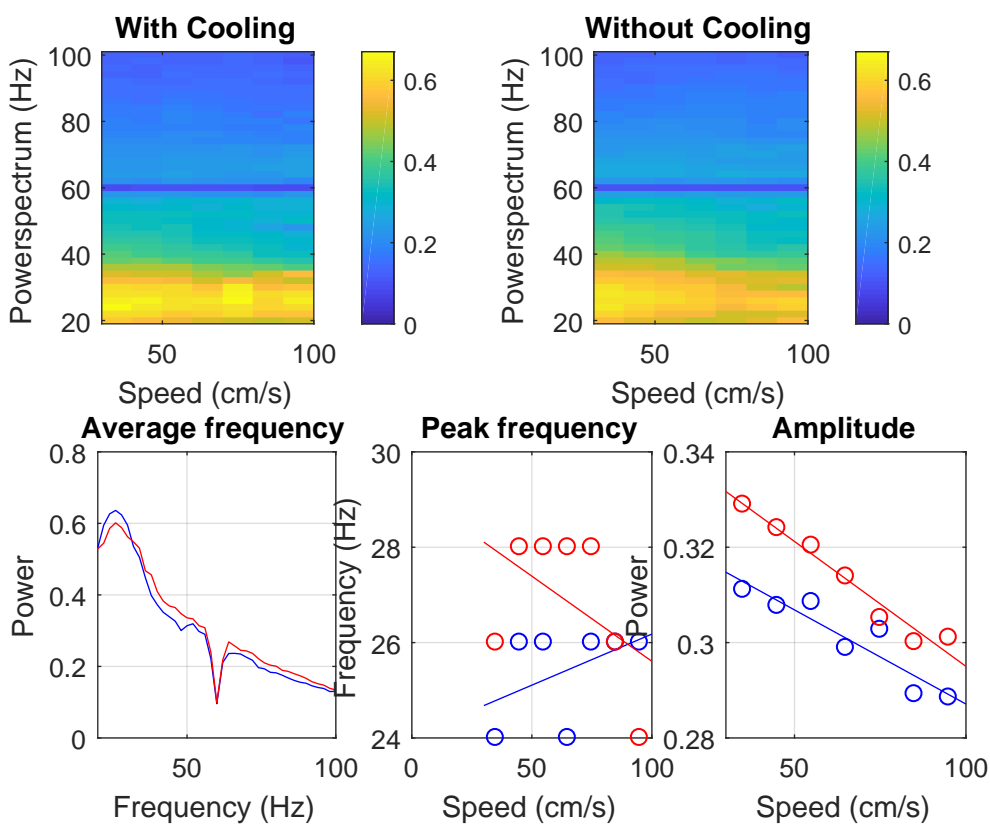 With Cooling
Powerspectrum (Hz)
100
80
60
40
20
50
100
Speed (cm/s)
0.6
0.4
0.2
0
Without Cooling
Powerspectrum (Hz)
100
80
60
40
20
50
100
Speed (cm/s)
0.6
0.4
0.2
0
Average frequency
Power
0.8
0.6
0.4
0.2
0
50
100
Frequency (Hz)
Peak frequency
Frequency (Hz)
30
28
26
24
0
50
100
Speed (cm/s)
Amplitude
Power
0.34
0.32
0.3
0.28
50
100
Speed (cm/s)